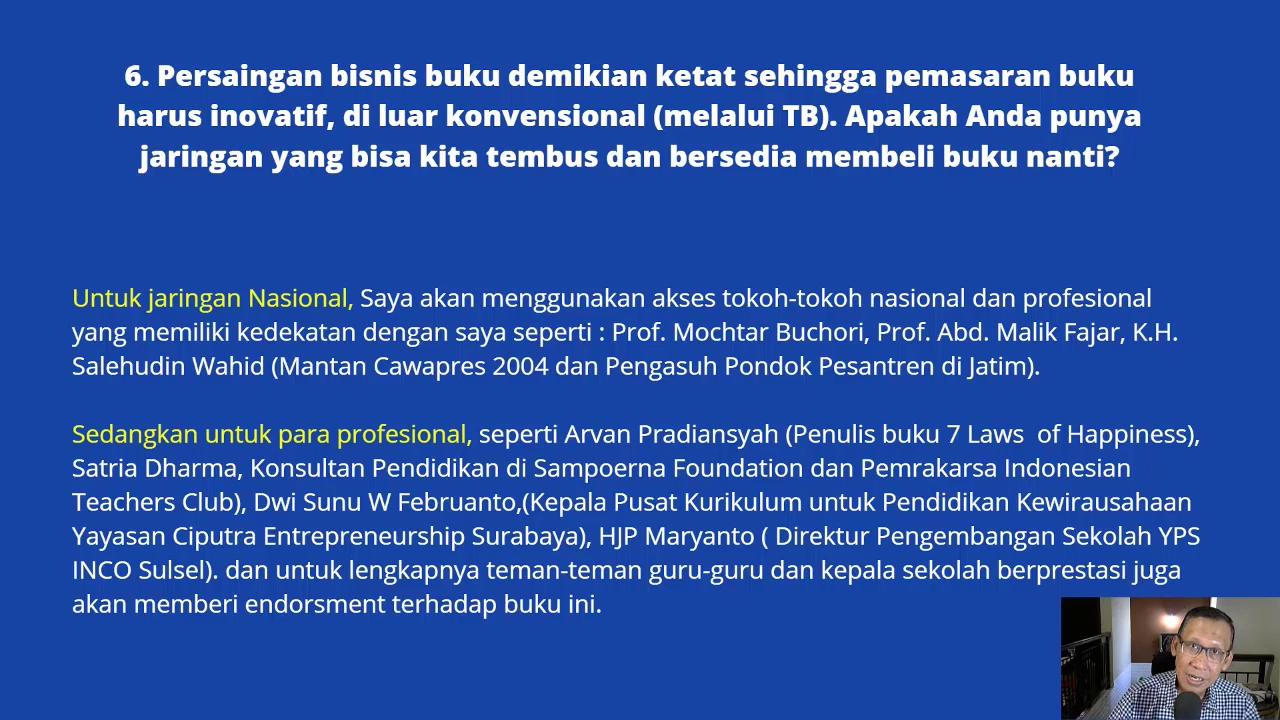 6. Persaingan bisnis buku demikian ketat sehingga pemasaran buku
harus inovatif, di luar konvensional (melalui TB). Apakah Anda punya
jaringan yang bisa kita tembus dan bersedia membeli buku nanti?
Untuk jaringan Nasional, Saya akan menggunakan akses tokoh-tokoh nasional dan profesional
yang memiliki kedekatan dengan saya seperti : Prof. Mochtar Buchori, Prof. Abd. Malik Fajar, K.H.
Salehudin Wahid (Mantan Cawapres 2004 dan Pengasuh Pondok Pesantren di Jatim).
Sedangkan untuk para profesional, seperti Arvan Pradiansyah (Penulis buku 7 Laws  of Happiness),
Satria Dharma, Konsultan Pendidikan di Sampoerna Foundation dan Pemrakarsa Indonesian
Teachers Club), Dwi Sunu W Februanto,(Kepala Pusat Kurikulum untuk Pendidikan Kewirausahaan
Yayasan Ciputra Entrepreneurship Surabaya), HJP Maryanto ( Direktur Pengembangan Sekolah YPS
INCO Sulsel). dan untuk lengkapnya teman-teman guru-guru dan kepala sekolah berprestasi juga
akan memberi endorsment terhadap buku ini.